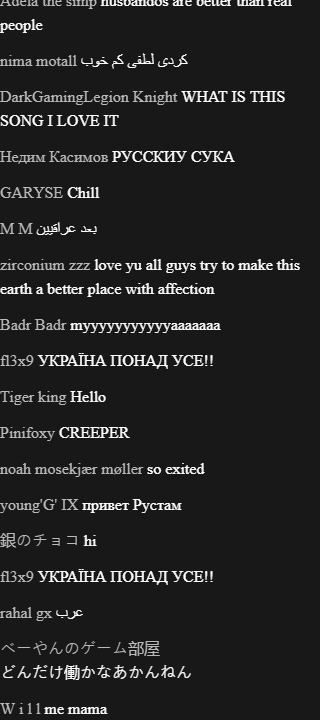 Adela the simp husbandos are better than real
people
nima motall کردی لطفی کم خوب
DarkGamingLegion Knight WHAT IS THIS
SONG I LOVE IT
Недим Касимов РУССКИУ СУКА
GARYSE Chill
M M بعد عراقيين
zirconium zzz love yu all guys try to make this
earth a better place with affection
Badr Badr myyyyyyyyyyyaaaaaaa
fl3x9 УКРАЇНА ПОНАД УСЕ!!
Tiger king Hello
Pinifoxy CREEPER
noah mosekjær møller so exited
young'G' IX привет Рустам
銀のチョコ hi
fl3x9 УКРАЇНА ПОНАД УСЕ!!
rahal gx عرب
べーやんのゲーム部屋
どんだけ働かなあかんねん
W i l l me mama